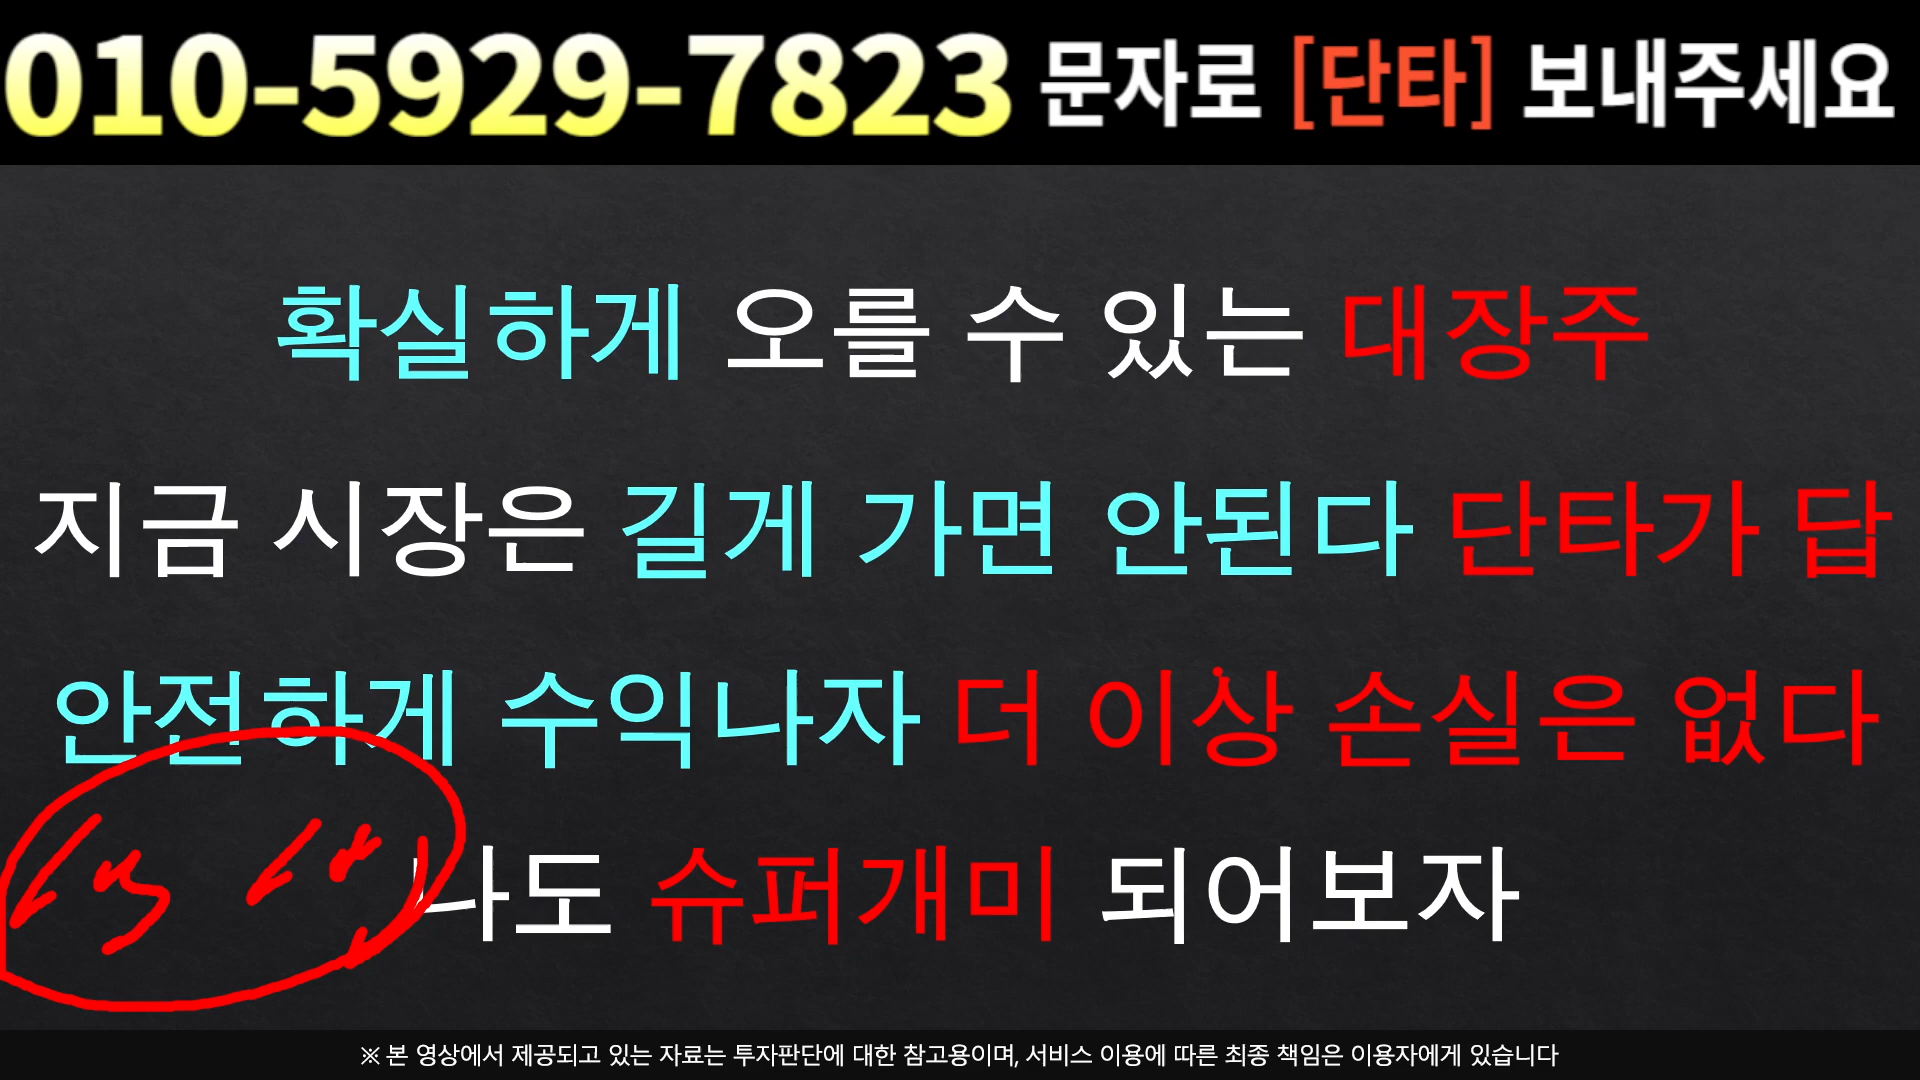 010-5929-7823 문자로 [단타] 보내주세요
확실하게 오를 수 있는 대장주
지금 시장은 길게 가면 안된다 단타가 답
안전하게 수익나자 더 이상 손실은 없다
나도 슈퍼개미 되어보자
※ 본 영상에서 제공되고 있는 자료는 투자판단에 대한 참고용이며, 서비스 이용에 따른 최종 책임은 이용자에게 있습니다